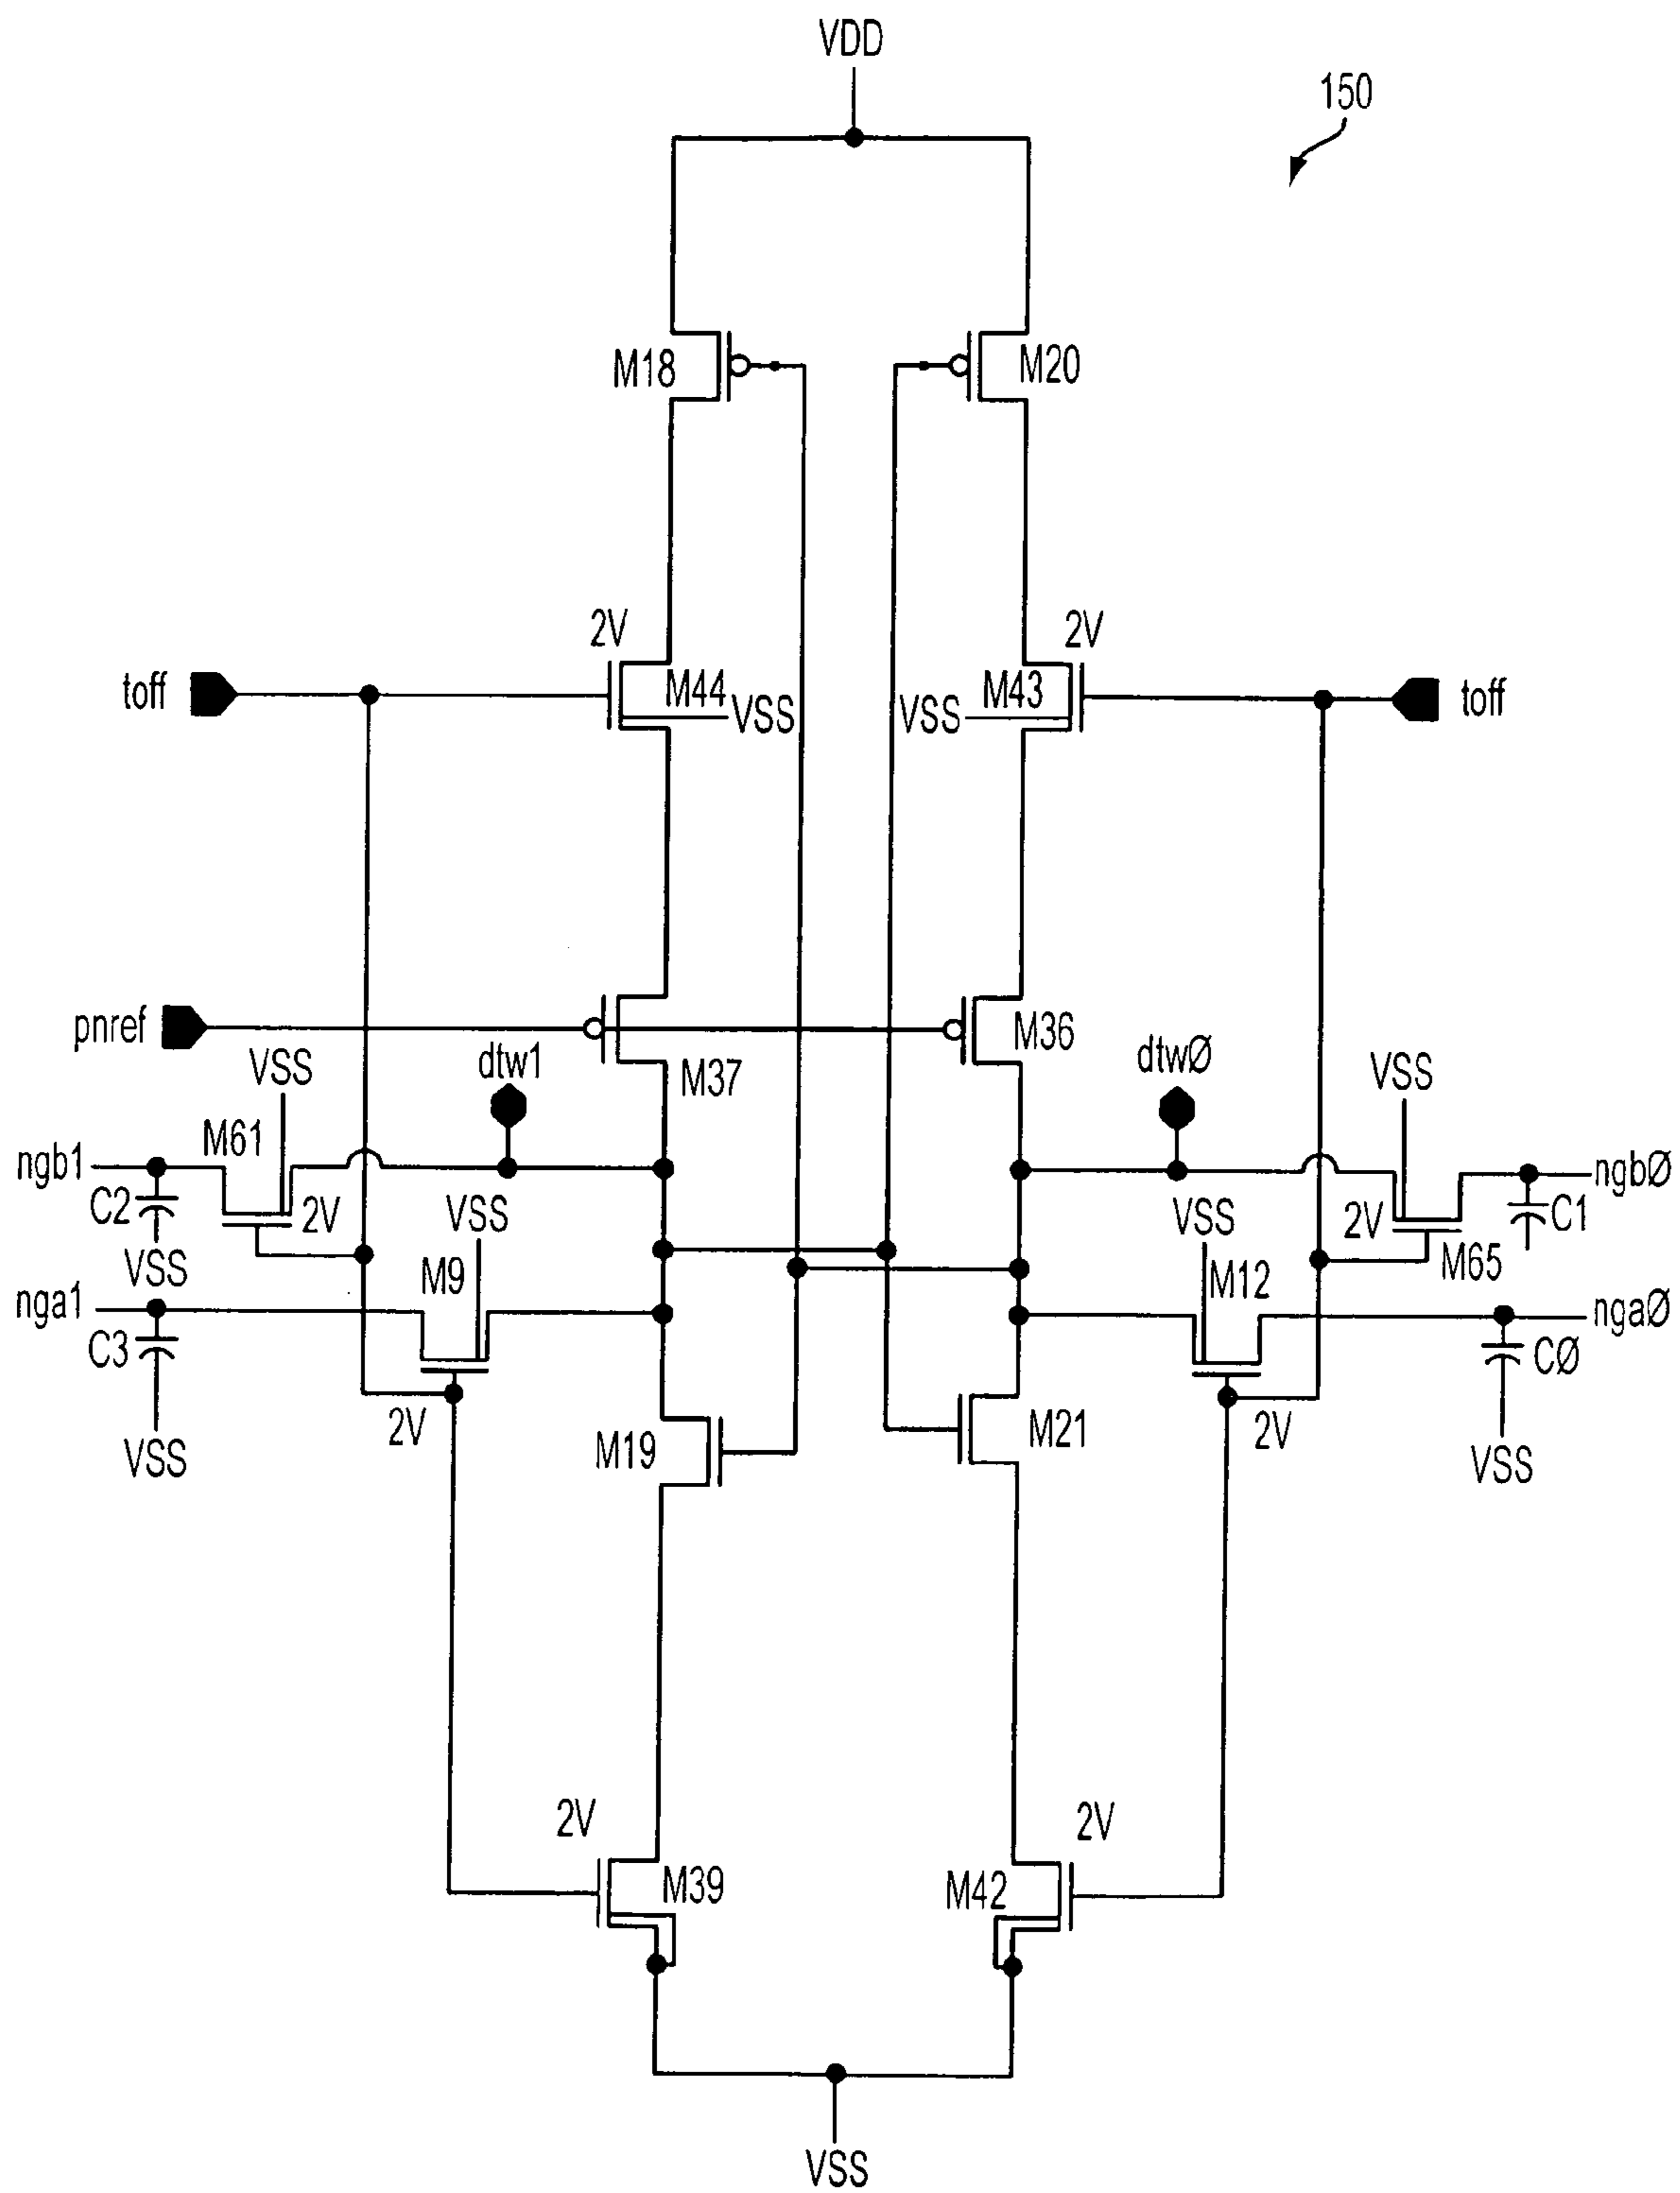 VDD
150
M18
M20
2V
2V
toff
M44
M43
toff
VSS
VSS
pnref
M36
M37
VSS
dtw1
dtwØ
VSS
M61
ngb1
ngbØ
C2
2V
VSS
VSS
2V
C1
VSS
M9
M12
M65
nga1
ngaØ
C3
CØ
2V
2V
VSS
M19
M21
VSS
2V
2V
M39
M42
VSS